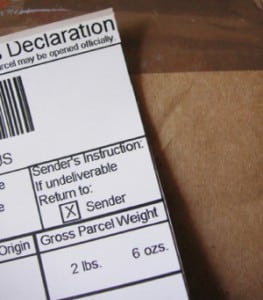 Declaration
may be opened officially
US
Sender's Instruction:
If undeliverable
Return to:
X Sender
Origin Gross Parcel Weight
2 lbs. 6 ozs.